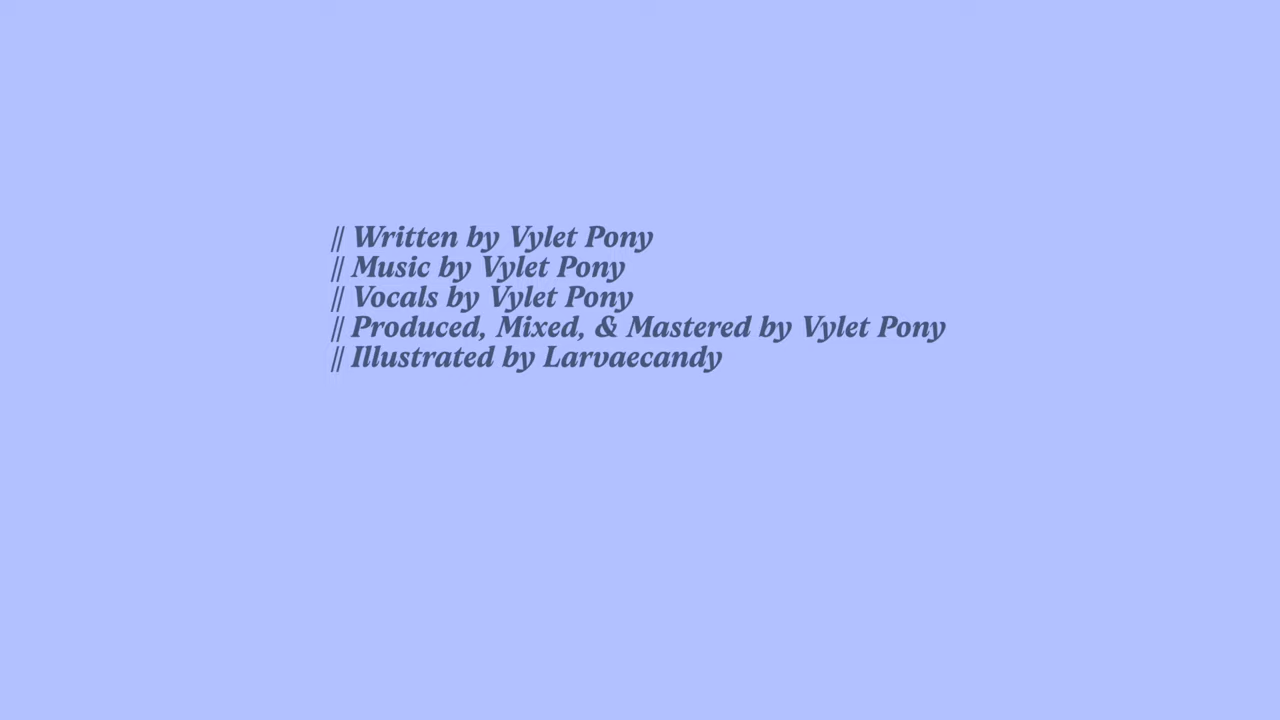 // Written by Vylet Pony
// Music by Vylet Pony
// Vocals by Vylet Pony
// Produced, Mixed, & Mastered by Vylet Pony
// Illustrated by Larvaecandy